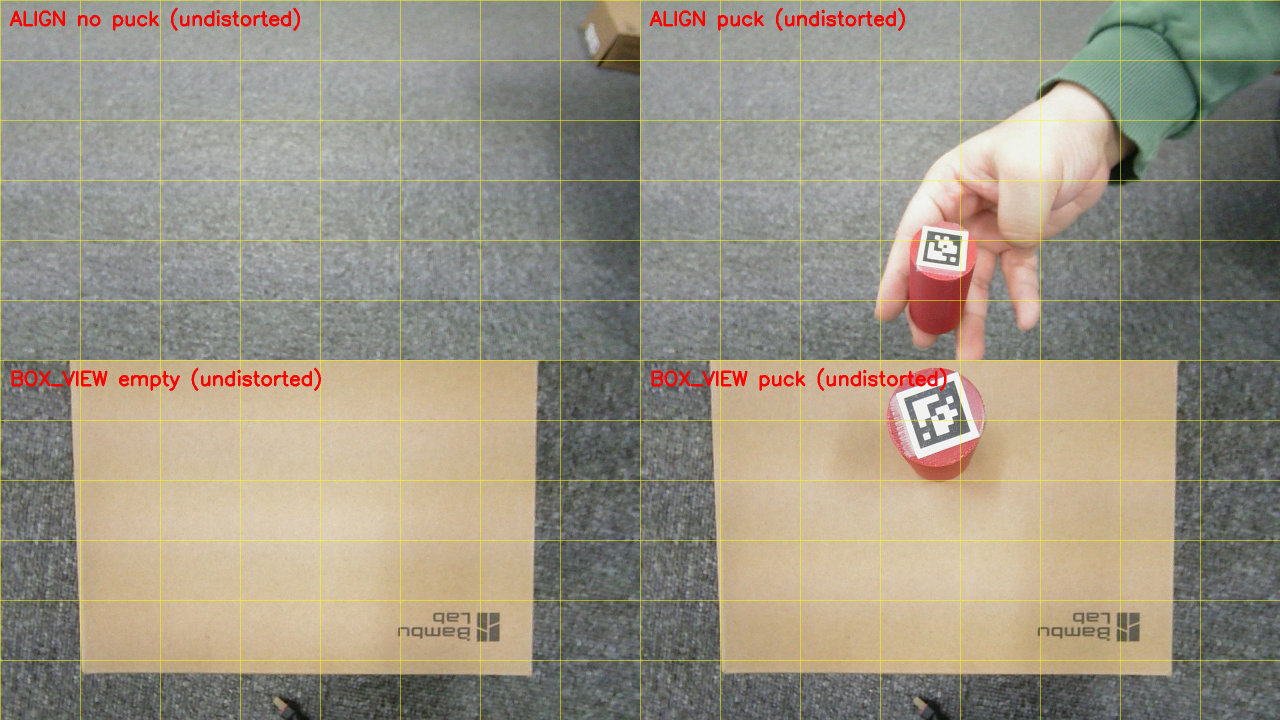 ALIGN no puck (undistorted)
ALIGN puck (undistorted)
BOX_VIEW empty (undistorted)
BOX_VIEW puck (undistorted)
Bambu
Lab
Bambu
Lab